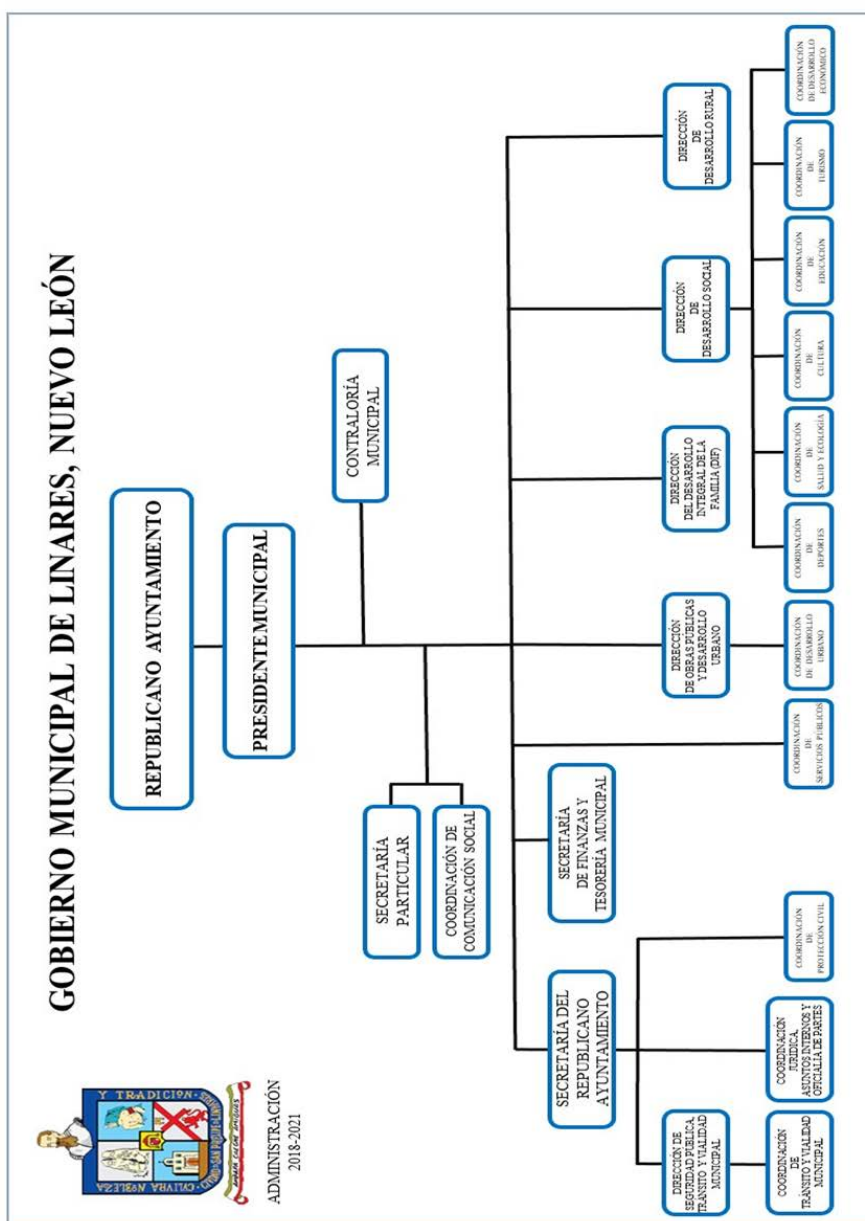 GOBIERNO MUNICIPAL DE LINARES, NUEVO LEÓN
Y TRADICIÓN
ADMINISTRACIÓN
2018-2021
REPUBLICANO AYUNTAMIENTO
PRESIDENTE MUNICIPAL
CONTRALORÍA
MUNICIPAL
SECRETARÍA
PARTICULAR
COORDINACIÓN DE
COMUNICACIÓN SOCIAL
SECRETARÍA DEL
REPUBLICANO
AYUNTAMIENTO
SECRETARÍA
DE FINANZAS Y
TESORERÍA MUNICIPAL
DIRECCIÓN
DE OBRAS PÚBLICAS
Y DESARROLLO
URBANO
DIRECCIÓN
DEL DESARROLLO
INTEGRAL DE LA
FAMILIA (DIF)
DIRECCIÓN
DE
DESARROLLO SOCIAL
DIRECCIÓN
DE
DESARROLLO RURAL
DIRECCIÓN DE
SEGURIDAD PÚBLICA,
TRÁNSITO Y VIALIDAD
MUNICIPAL
COORDINACIÓN
DE
TRÁNSITO Y VIALIDAD
MUNICIPAL
COORDINACIÓN
JURIDICA,
ASUNTOS INTERNOS Y
OFICIALIA DE PARTES
COORDINACIÓN
DE
PROTECCIÓN CIVIL
COORDINACIÓN
DE
SERVICIOS PÚBLICOS
COORDINACIÓN
DE DESARROLLO
URBANO
COORDINACIÓN
DE
DEPORTES
COORDINACIÓN
DE
SALUD Y ECOLOGÍA
COORDINACIÓN
DE
CULTURA
COORDINACIÓN
DE
EDUCACIÓN
COORDINACIÓN
DE
TURISMO
COORDINACIÓN
DE DESARROLLO
ECONÓMICO